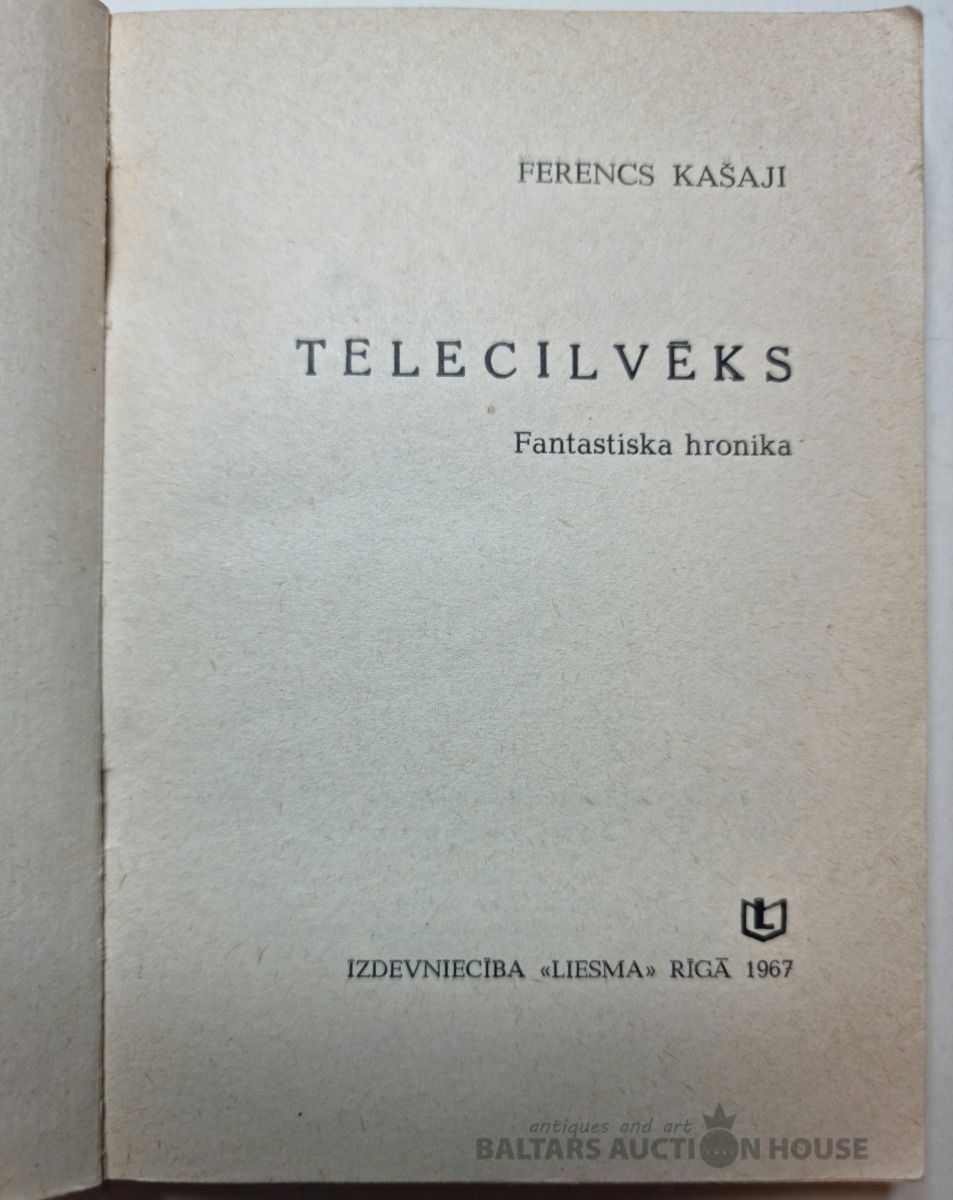 FERENCS KAŠAJI
TELECILVĒKS
Fantastiska hronika
L
IZDEVNIECĪBA «LIESMA» RĪGĀ 1967
antiques and art
BALTARS AUCTION HOUSE